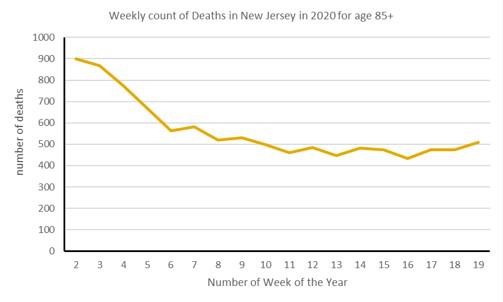 Weekly count of Deaths in New Jersey in 2020 for age 85+
1000
900
800
700
600
500
400
300
200
100
0
number of deaths
2 3 4 5 6 7 8 9 10 11 12 13 14 15 16 17 18 19
Number of Week of the Year